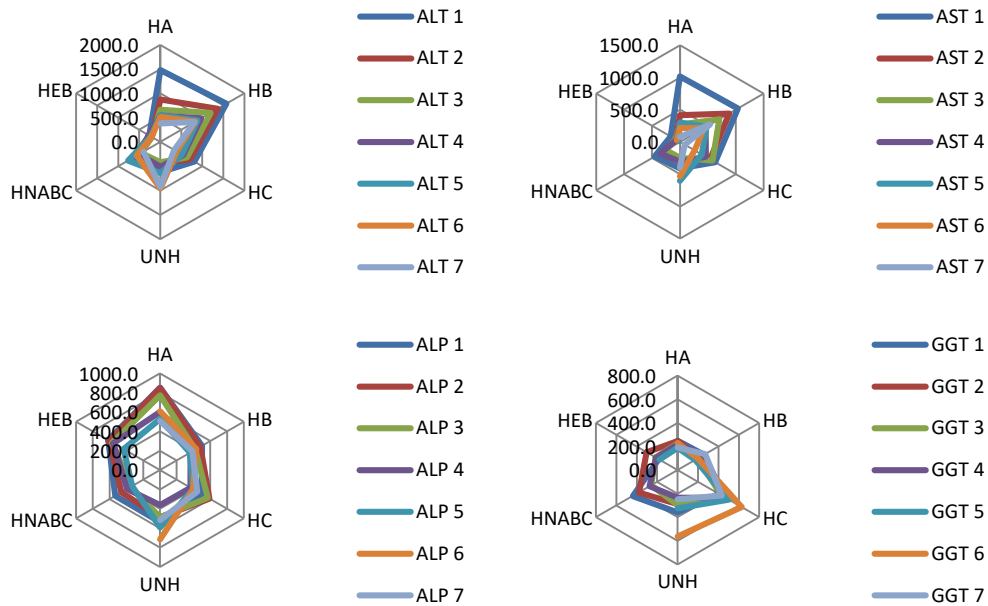 HA
2000.0
1500.0
1000.0
500.0
0.0
HB
HC
UNH
HNABC
HEB
ALT 1
ALT 2
ALT 3
ALT 4
ALT 5
ALT 6
ALT 7
HA
1500.0
1000.0
500.0
0.0
HB
HC
UNH
HNABC
HEB
AST 1
AST 2
AST 3
AST 4
AST 5
AST 6
AST 7
HA
1000.0
800.0
600.0
400.0
200.0
0.0
HB
HC
UNH
HNABC
HEB
ALP 1
ALP 2
ALP 3
ALP 4
ALP 5
ALP 6
ALP 7
HA
800.0
600.0
400.0
200.0
0.0
HB
HC
UNH
HNABC
HEB
GGT 1
GGT 2
GGT 3
GGT 4
GGT 5
GGT 6
GGT 7